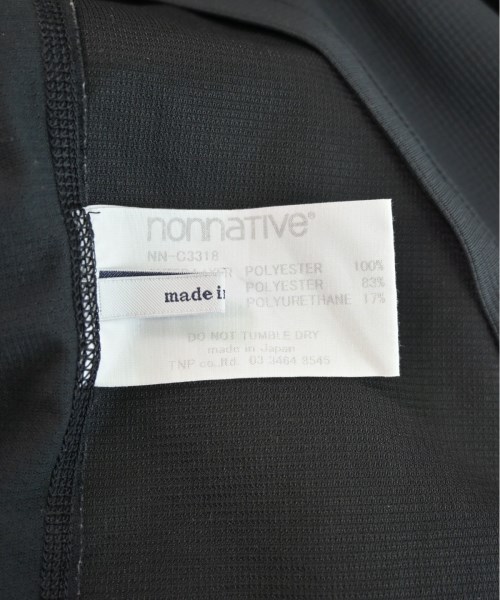 nonnative®
NN-C3318
POLYESTER 100%
POLYESTER 83%
made in
POLYURETHANE 17%
DO NOT TUMBLE DRY
made in Japan
TNP co.ltd. 03 3464 8545